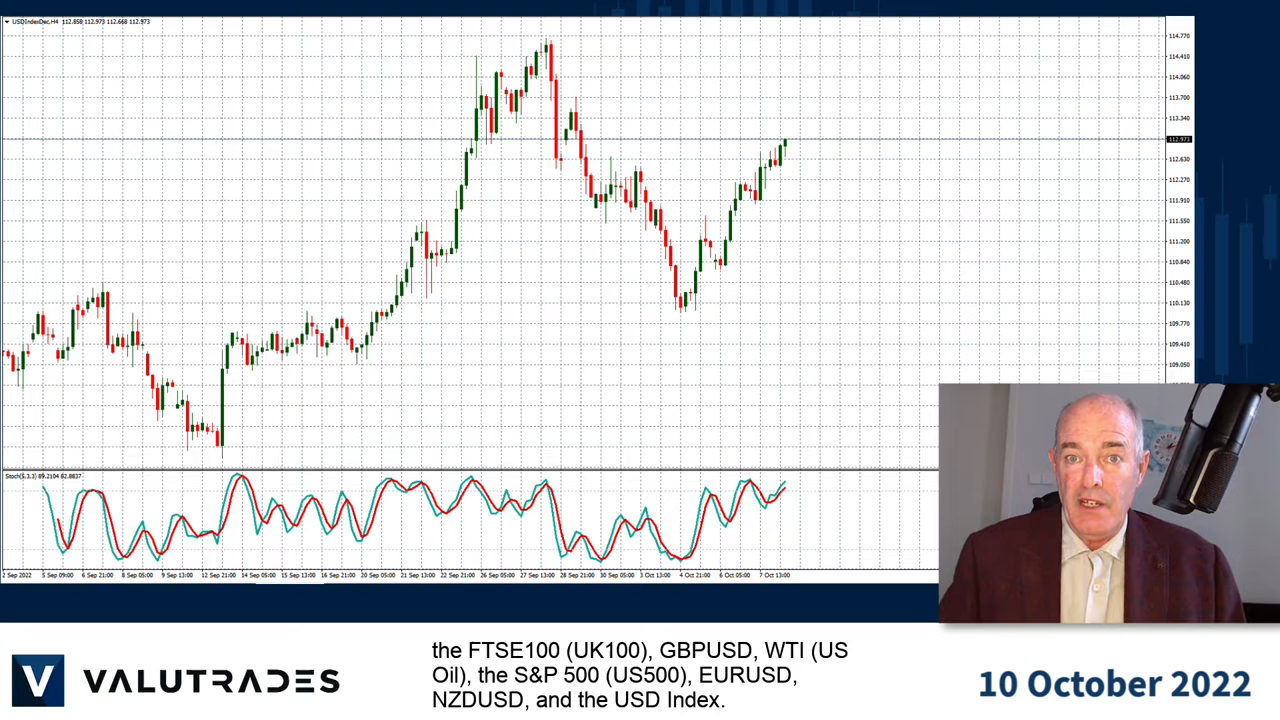 USDIndexDec,H4 112.858 112.973 112.668 112.973
114.770
114.410
114.060
113.700
113.340
112.973
112.630
112.270
111.910
111.550
111.200
110.840
110.480
110.130
109.770
109.410
109.050
Stoch(5,3,3) 89.2104 82.8837
2 Sep 2022 5 Sep 09:00 6 Sep 21:00 8 Sep 05:00 9 Sep 13:00 12 Sep 21:00 14 Sep 05:00 15 Sep 13:00 16 Sep 21:00 20 Sep 05:00 21 Sep 13:00 22 Sep 21:00 26 Sep 05:00 27 Sep 13:00 28 Sep 21:00 30 Sep 05:00 3 Oct 13:00 4 Oct 21:00 6 Oct 05:00 7 Oct 13:00
the FTSE100 (UK100), GBPUSD, WTI (US
Oil), the S&P 500 (US500), EURUSD,
NZDUSD, and the USD Index.
VALUTRADES
10 October 2022